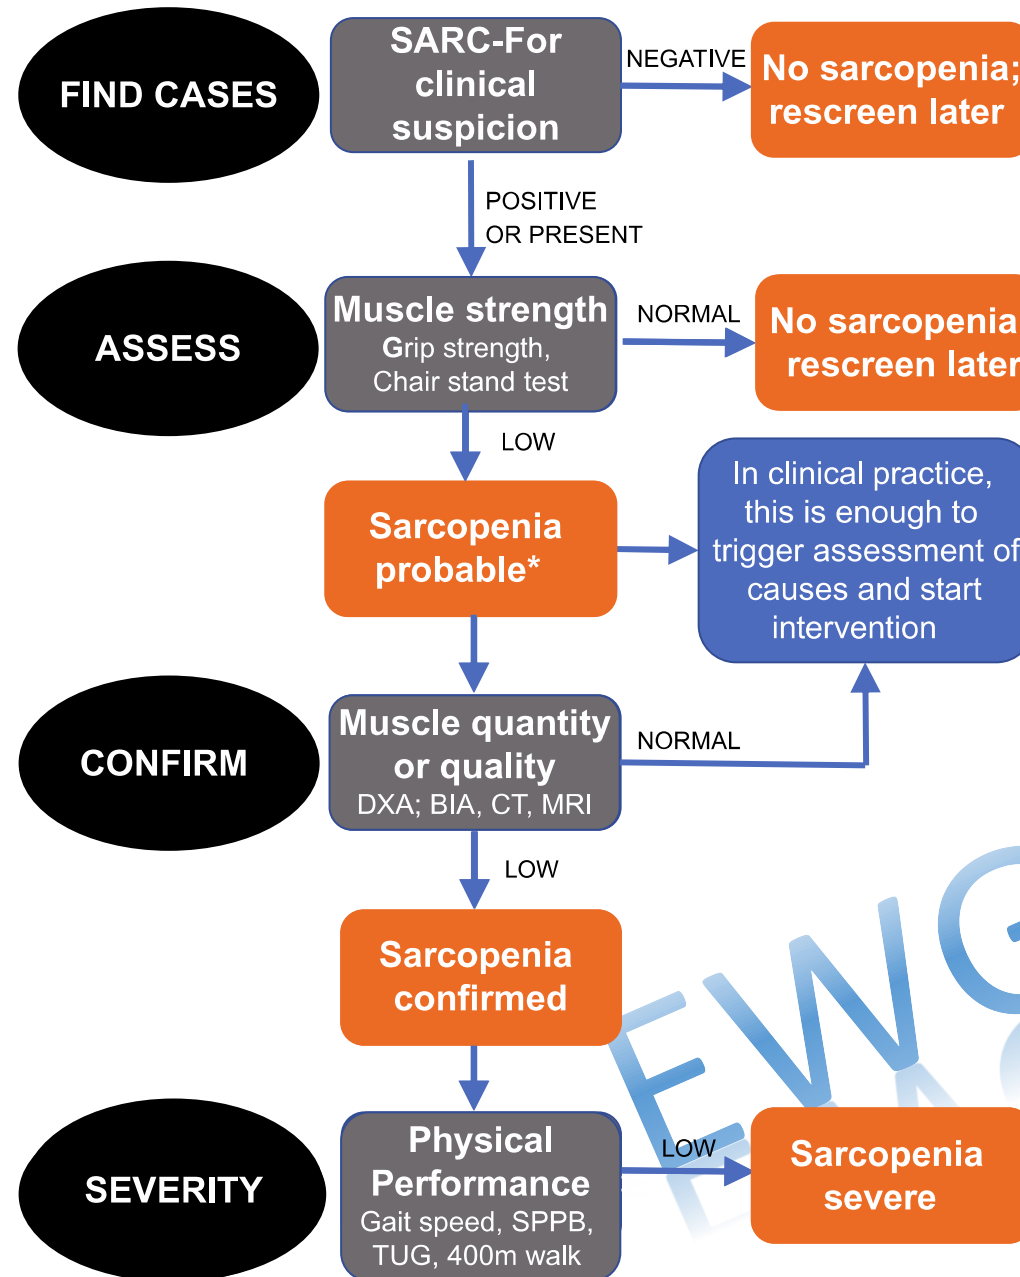 FIND CASES
SARC-For
clinical
suspicion
NEGATIVE
No sarcopenia;
rescreen later
POSITIVE
OR PRESENT
ASSESS
Muscle strength
Grip strength,
Chair stand test
NORMAL
No sarcopenia
rescreen later
LOW
Sarcopenia
probable*
In clinical practice,
this is enough to
trigger assessment of
causes and start
intervention
CONFIRM
Muscle quantity
or quality
DXA; BIA, CT, MRI
NORMAL
LOW
Sarcopenia
confirmed
EWG
SEVERITY
Physical
Performance
Gait speed, SPPB,
TUG, 400m walk
LOW
Sarcopenia
severe